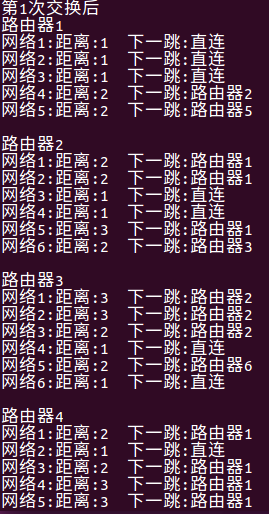 第1次交换后
路由器1
网络1:距离:1  下一跳:直连
网络2:距离:1  下一跳:直连
网络3:距离:1  下一跳:直连
网络4:距离:2  下一跳:路由器2
网络5:距离:2  下一跳:路由器5

路由器2
网络1:距离:2  下一跳:路由器1
网络2:距离:2  下一跳:路由器1
网络3:距离:1  下一跳:直连
网络4:距离:1  下一跳:直连
网络5:距离:3  下一跳:路由器1
网络6:距离:2  下一跳:路由器3

路由器3
网络1:距离:3  下一跳:路由器2
网络2:距离:3  下一跳:路由器2
网络3:距离:2  下一跳:路由器2
网络4:距离:1  下一跳:直连
网络5:距离:2  下一跳:路由器6
网络6:距离:1  下一跳:直连

路由器4
网络1:距离:2  下一跳:路由器1
网络2:距离:1  下一跳:直连
网络3:距离:2  下一跳:路由器1
网络4:距离:3  下一跳:路由器1
网络5:距离:3  下一跳:路由器1